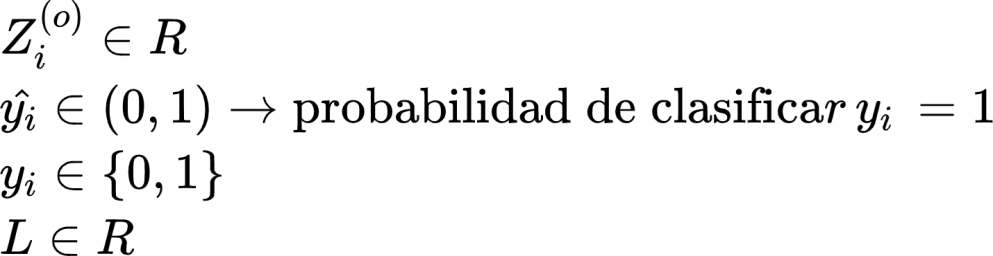 Z_i^{(o)} ∈ R
ŷ_i ∈ (0, 1) → probabilidad de clasificar y_i = 1
y_i ∈ {0, 1}
L ∈ R